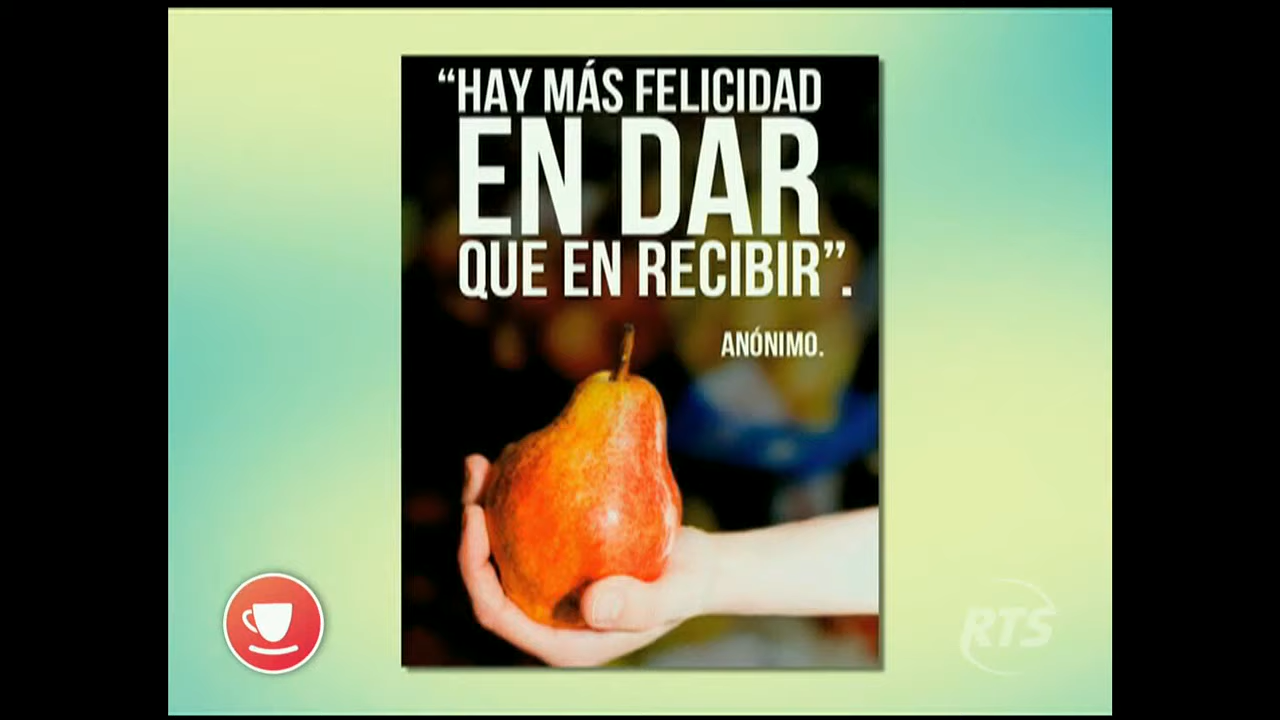 “HAY MÁS FELICIDAD
EN DAR
QUE EN RECIBIR”.
ANÓNIMO.
RTS